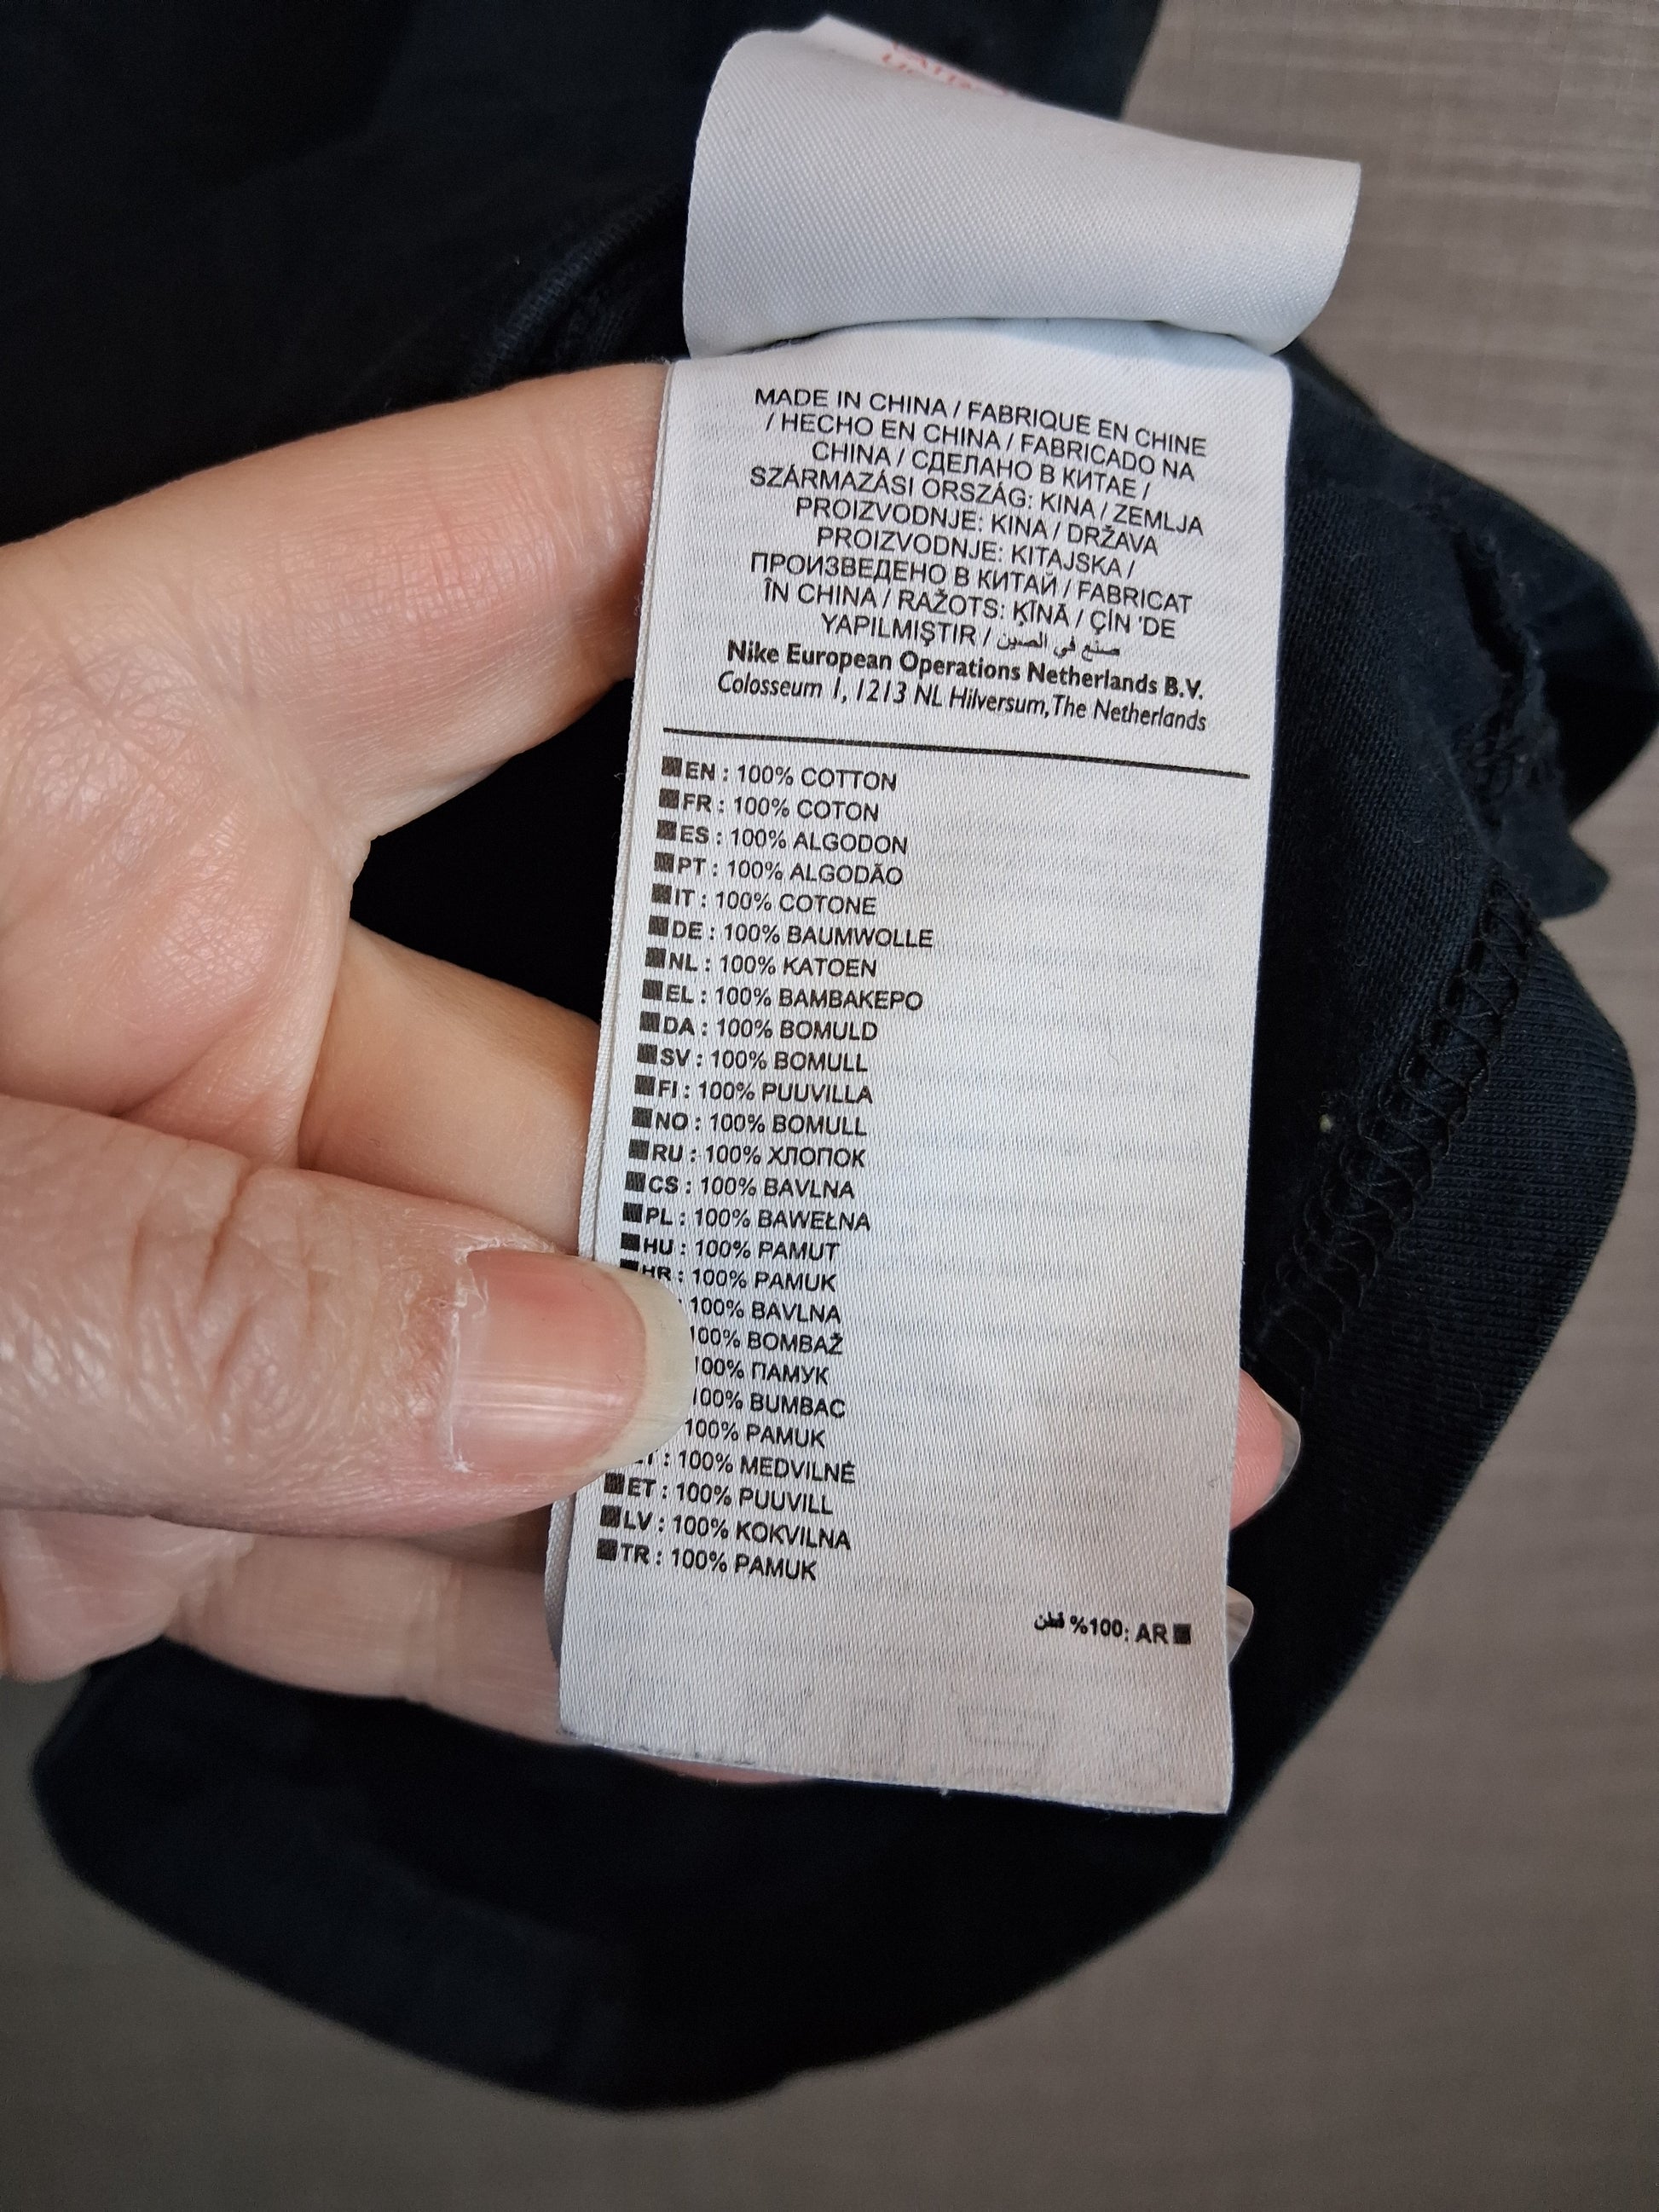 MADE IN CHINA / FABRIQUE EN CHINE
/ HECHO EN CHINA / FABRICADO NA
CHINA / СДЕЛАНО В КИТАЕ /
SZÁRMAZÁSI ORSZÁG: KINA / ZEMLJA
PROIZVODNJE: KINA / DRŽAVA
PROIZVODNJE: KITAJSKA /
ПРОИЗВЕДЕНО В КИТАЙ / FABRICAT
ÎN CHINA / RAŽOTS: ĶĪNĀ / ÇİN 'DE
YAPILMIŞTIR / صنع في الصين
Nike European Operations Netherlands B.V.
Colosseum 1, 1213 NL Hilversum, The Netherlands
EN : 100% COTTON
FR : 100% COTON
ES : 100% ALGODON
PT : 100% ALGODÃO
IT : 100% COTONE
DE : 100% BAUMWOLLE
NL : 100% KATOEN
EL : 100% BAMBAKEPO
DA : 100% BOMULD
SV : 100% BOMULL
FI : 100% PUUVILLA
NO : 100% BOMULL
RU : 100% ХЛОПОК
CS : 100% BAVLNA
PL : 100% BAWEŁNA
HU : 100% PAMUT
HR : 100% PAMUK
: 100% BAVLNA
100% BOMBAŽ
100% ПАМУК
100% BUMBAC
100% PAMUK
: 100% MEDVILNĖ
ET : 100% PUUVILL
LV : 100% KOKVILNA
TR : 100% PAMUK
AR :100% قطن